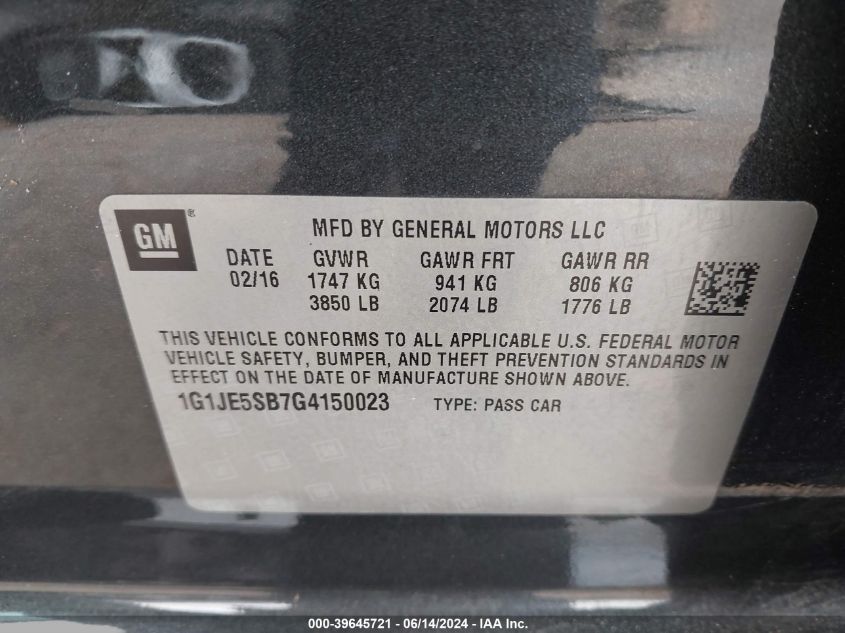 GM ®
MFD BY GENERAL MOTORS LLC
DATE GVWR GAWR FRT GAWR RR
02/16 1747 KG 941 KG 806 KG
3850 LB 2074 LB 1776 LB
THIS VEHICLE CONFORMS TO ALL APPLICABLE U.S. FEDERAL MOTOR
VEHICLE SAFETY, BUMPER, AND THEFT PREVENTION STANDARDS IN
EFFECT ON THE DATE OF MANUFACTURE SHOWN ABOVE.
1G1JE5SB7G4150023 TYPE: PASS CAR
000-39645721 - 06/14/2024 - IAA Inc.